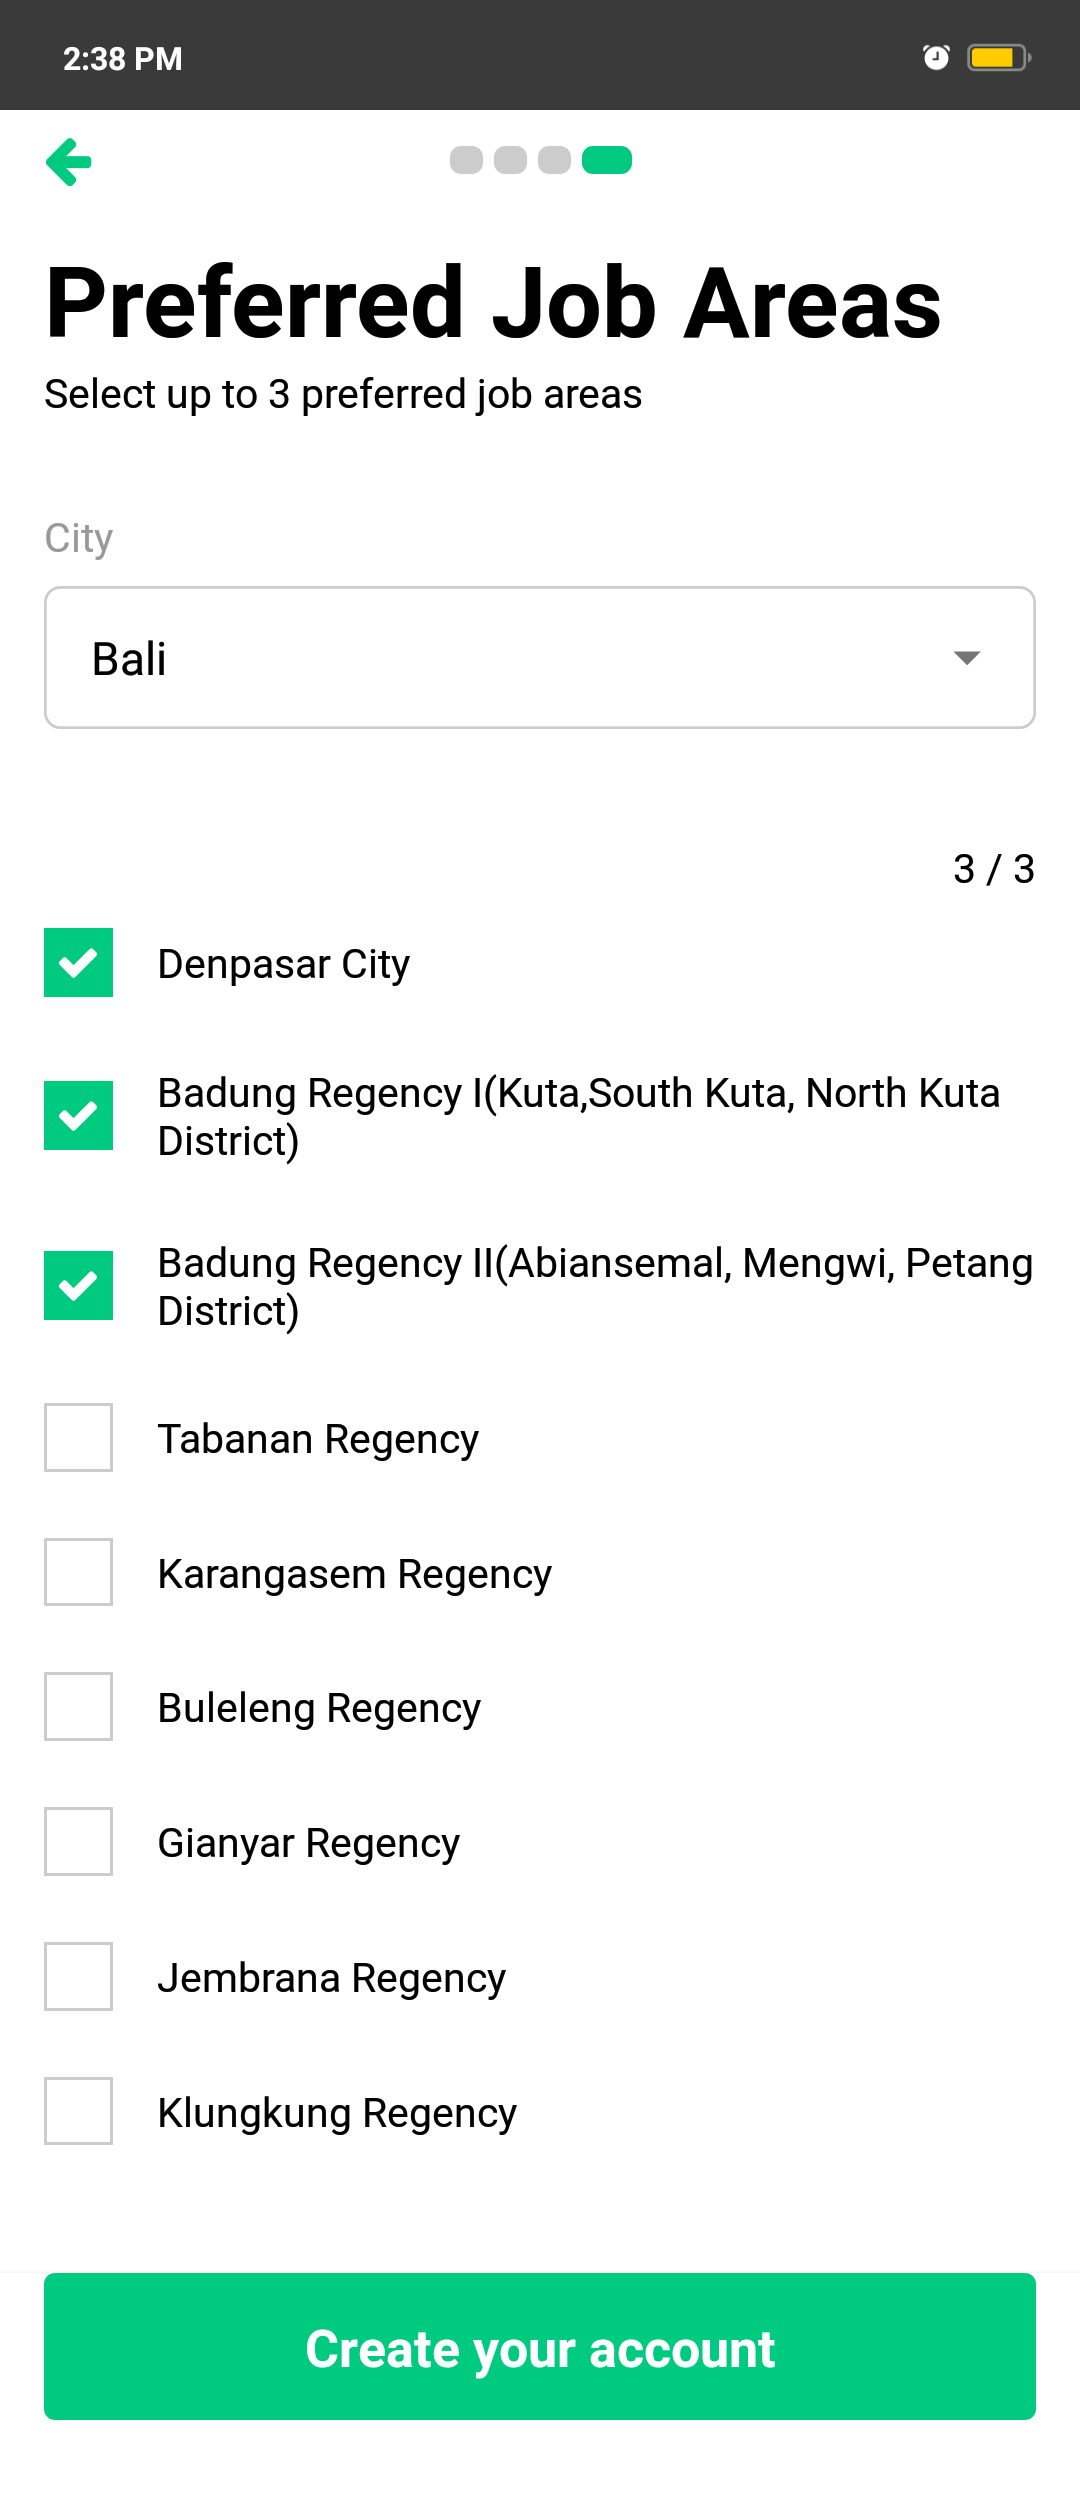 2:38 PM
Preferred Job Areas
Select up to 3 preferred job areas
City
Bali
3 / 3
Denpasar City
Badung Regency I(Kuta,South Kuta, North Kuta
District)
Badung Regency II(Abiansemal, Mengwi, Petang
District)
Tabanan Regency
Karangasem Regency
Buleleng Regency
Gianyar Regency
Jembrana Regency
Klungkung Regency
Create your account